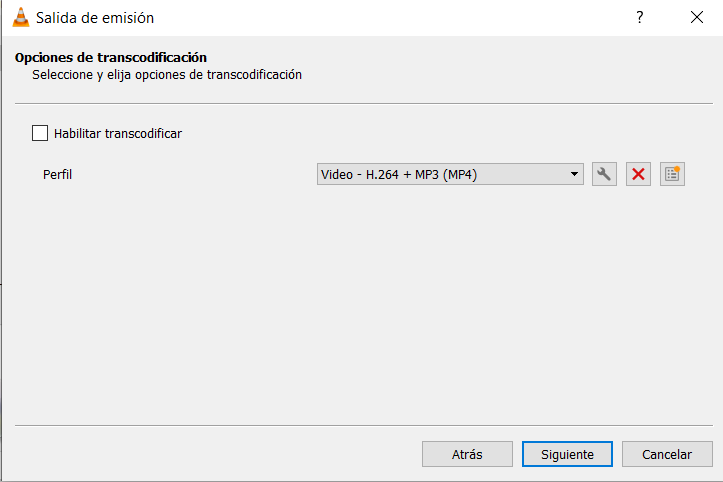 Salida de emisión
Opciones de transcodificación
Seleccione y elija opciones de transcodificación
Habilitar transcodificar
Perfil
Video - H.264 + MP3 (MP4)
Atrás
Siguiente
Cancelar